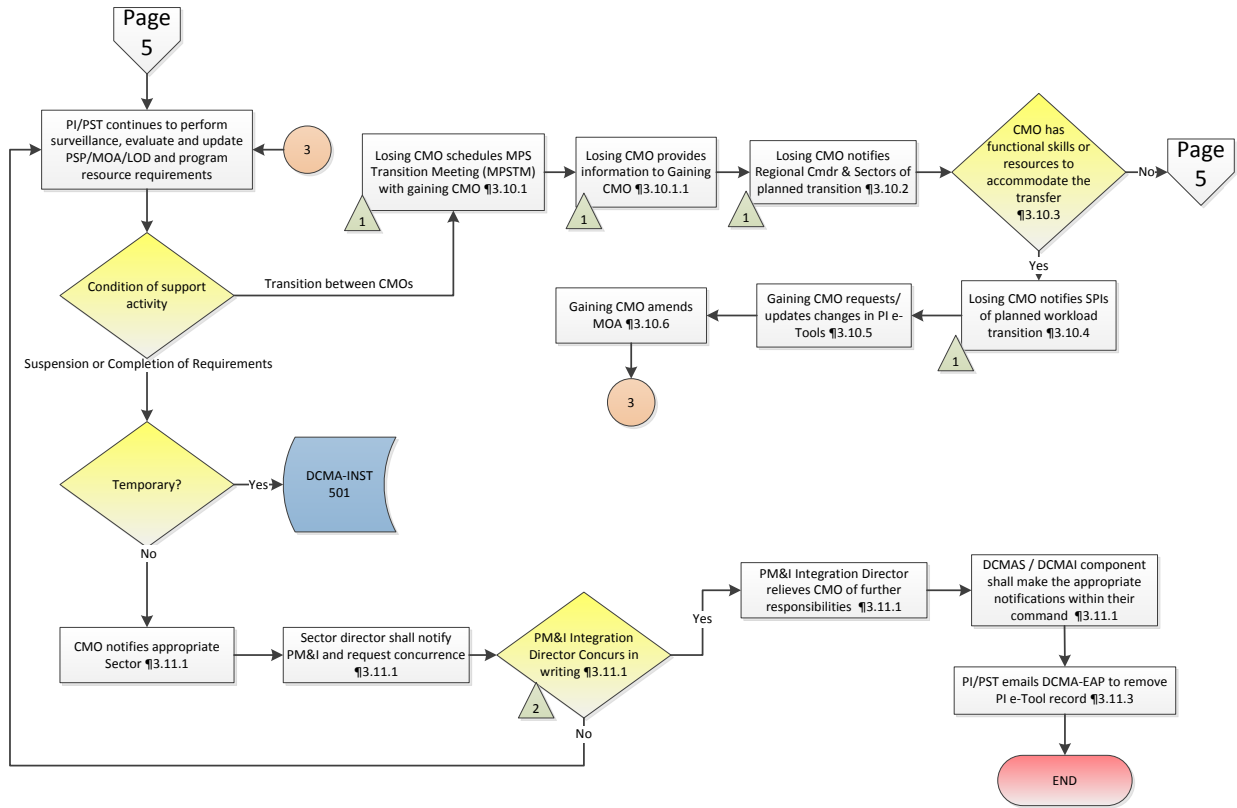 Page
5
PI/PST continues to perform
surveillance, evaluate and update
PSP/MOA/LOD and program
resource requirements
3
Condition of support
activity
Transition between CMOs
Suspension or Completion of Requirements
Temporary?
Yes
DCMA-INST
501
No
CMO notifies appropriate
Sector ¶3.11.1
Sector director shall notify
PM&I and request concurrence
¶3.11.1
PM&I Integration
Director Concurs in
writing ¶3.11.1
2
No
Yes
PM&I Integration Director
relieves CMO of further
responsibilities ¶3.11.1
DCMAS / DCMAI component
shall make the appropriate
notifications within their
command ¶3.11.1
PI/PST emails DCMA-EAP to remove
PI e-Tool record ¶3.11.3
END
Losing CMO schedules MPS
Transition Meeting (MPSTM)
with gaining CMO ¶3.10.1
1
Losing CMO provides
information to Gaining
CMO ¶3.10.1.1
1
Losing CMO notifies
Regional Cmdr & Sectors of
planned transition ¶3.10.2
1
CMO has
functional skills or
resources to
accommodate the
transfer
¶3.10.3
No
Page
5
Yes
Losing CMO notifies SPIs
of planned workload
transition ¶3.10.4
1
Gaining CMO requests/
updates changes in PI e-
Tools ¶3.10.5
Gaining CMO amends
MOA ¶3.10.6
3